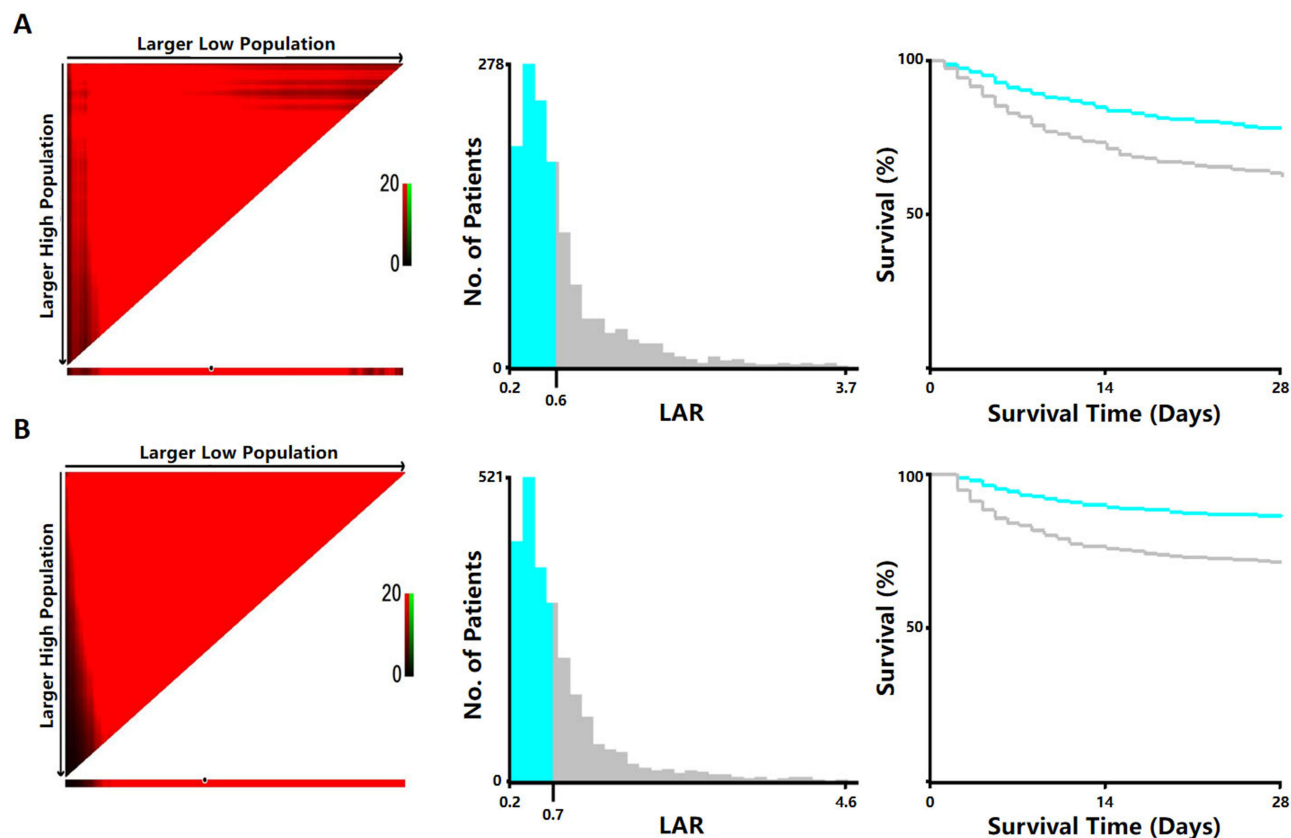 A
Larger Low Population
Larger High Population
20
0
278
No. of Patients
0
0.2
0.6
3.7
LAR
100
Survival (%)
50
0
14
28
Survival Time (Days)
B
Larger Low Population
Larger High Population
20
0
521
No. of Patients
0
0.2
0.7
4.6
LAR
100
Survival (%)
50
0
14
28
Survival Time (Days)